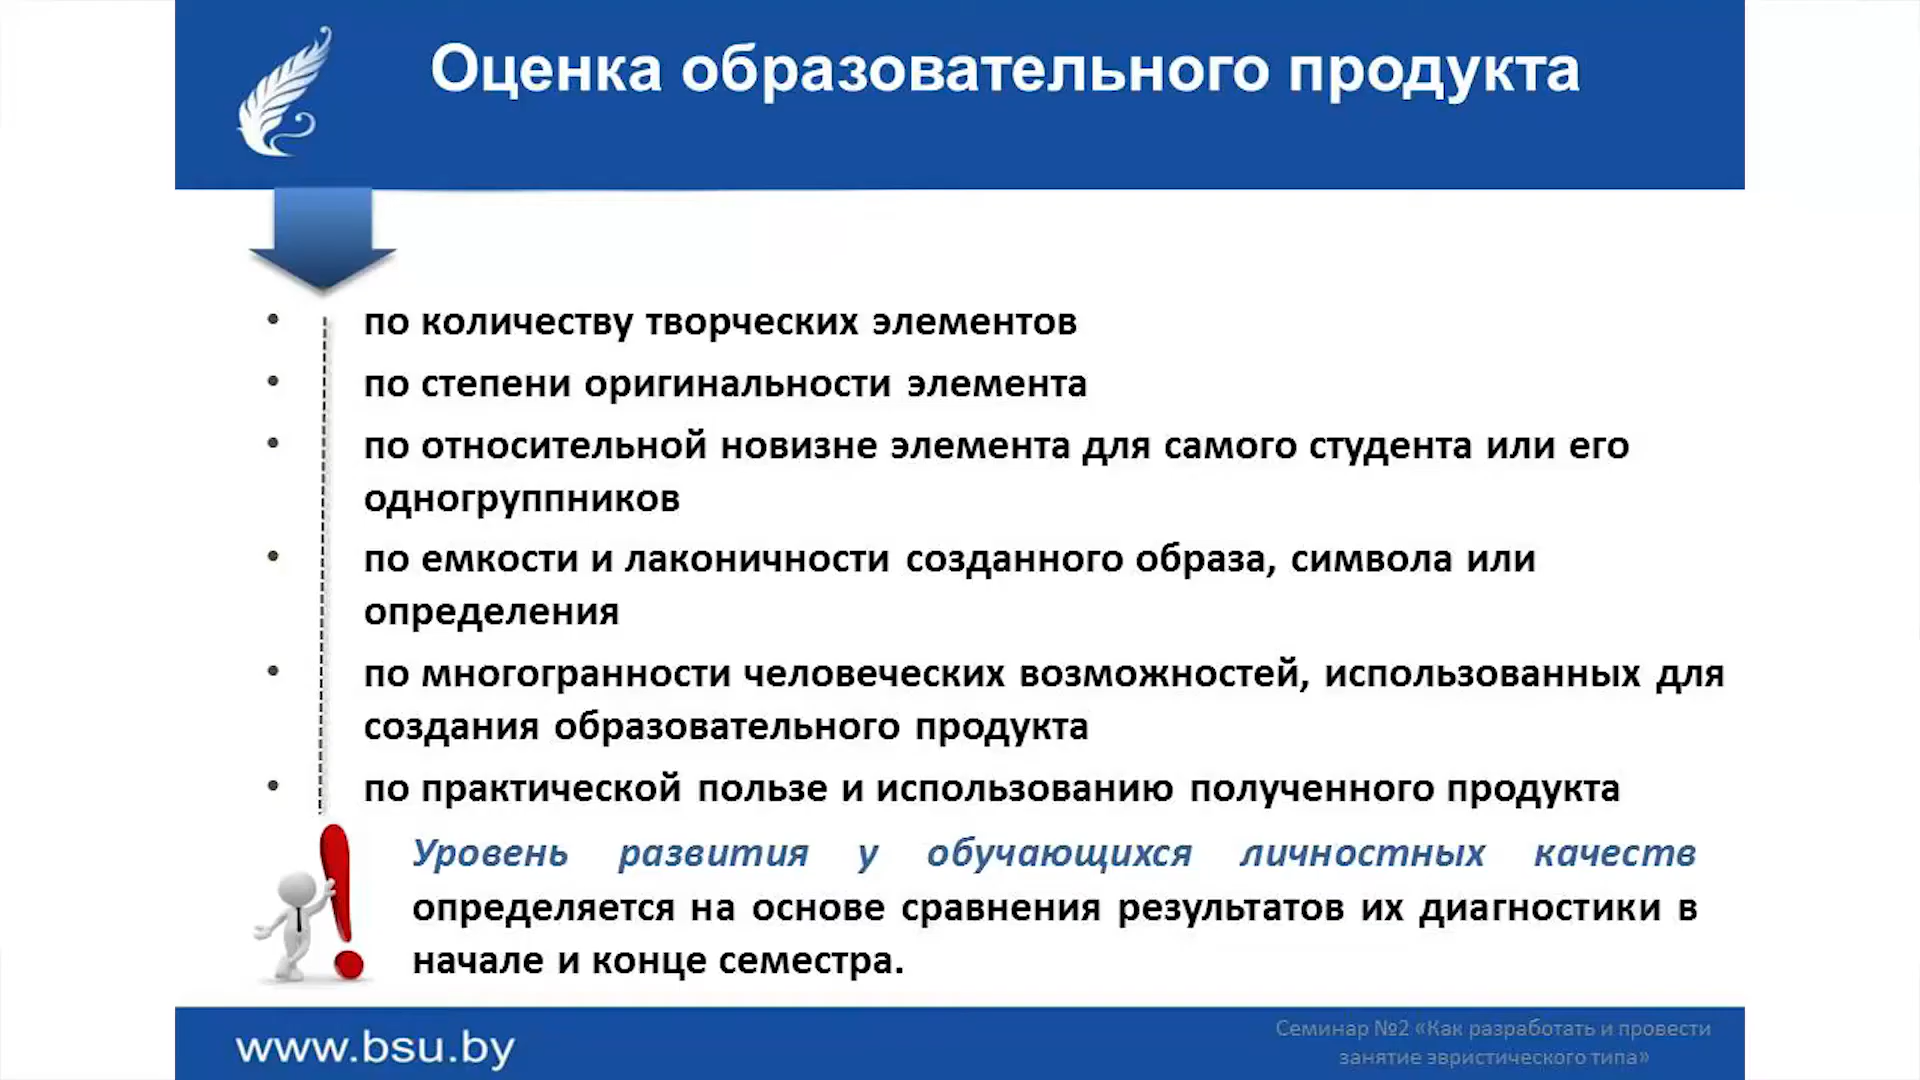 Оценка образовательного продукта
• по количеству творческих элементов
• по степени оригинальности элемента
• по относительной новизне элемента для самого студента или его
одногруппников
• по емкости и лаконичности созданного образа, символа или
определения
• по многогранности человеческих возможностей, использованных для
создания образовательного продукта
• по практической пользе и использованию полученного продукта
Уровень развития у обучающихся личностных качеств
определяется на основе сравнения результатов их диагностики в
начале и конце семестра.
www.bsu.by
Семинар №2 «Как разработать и провести
занятие эвристического типа»